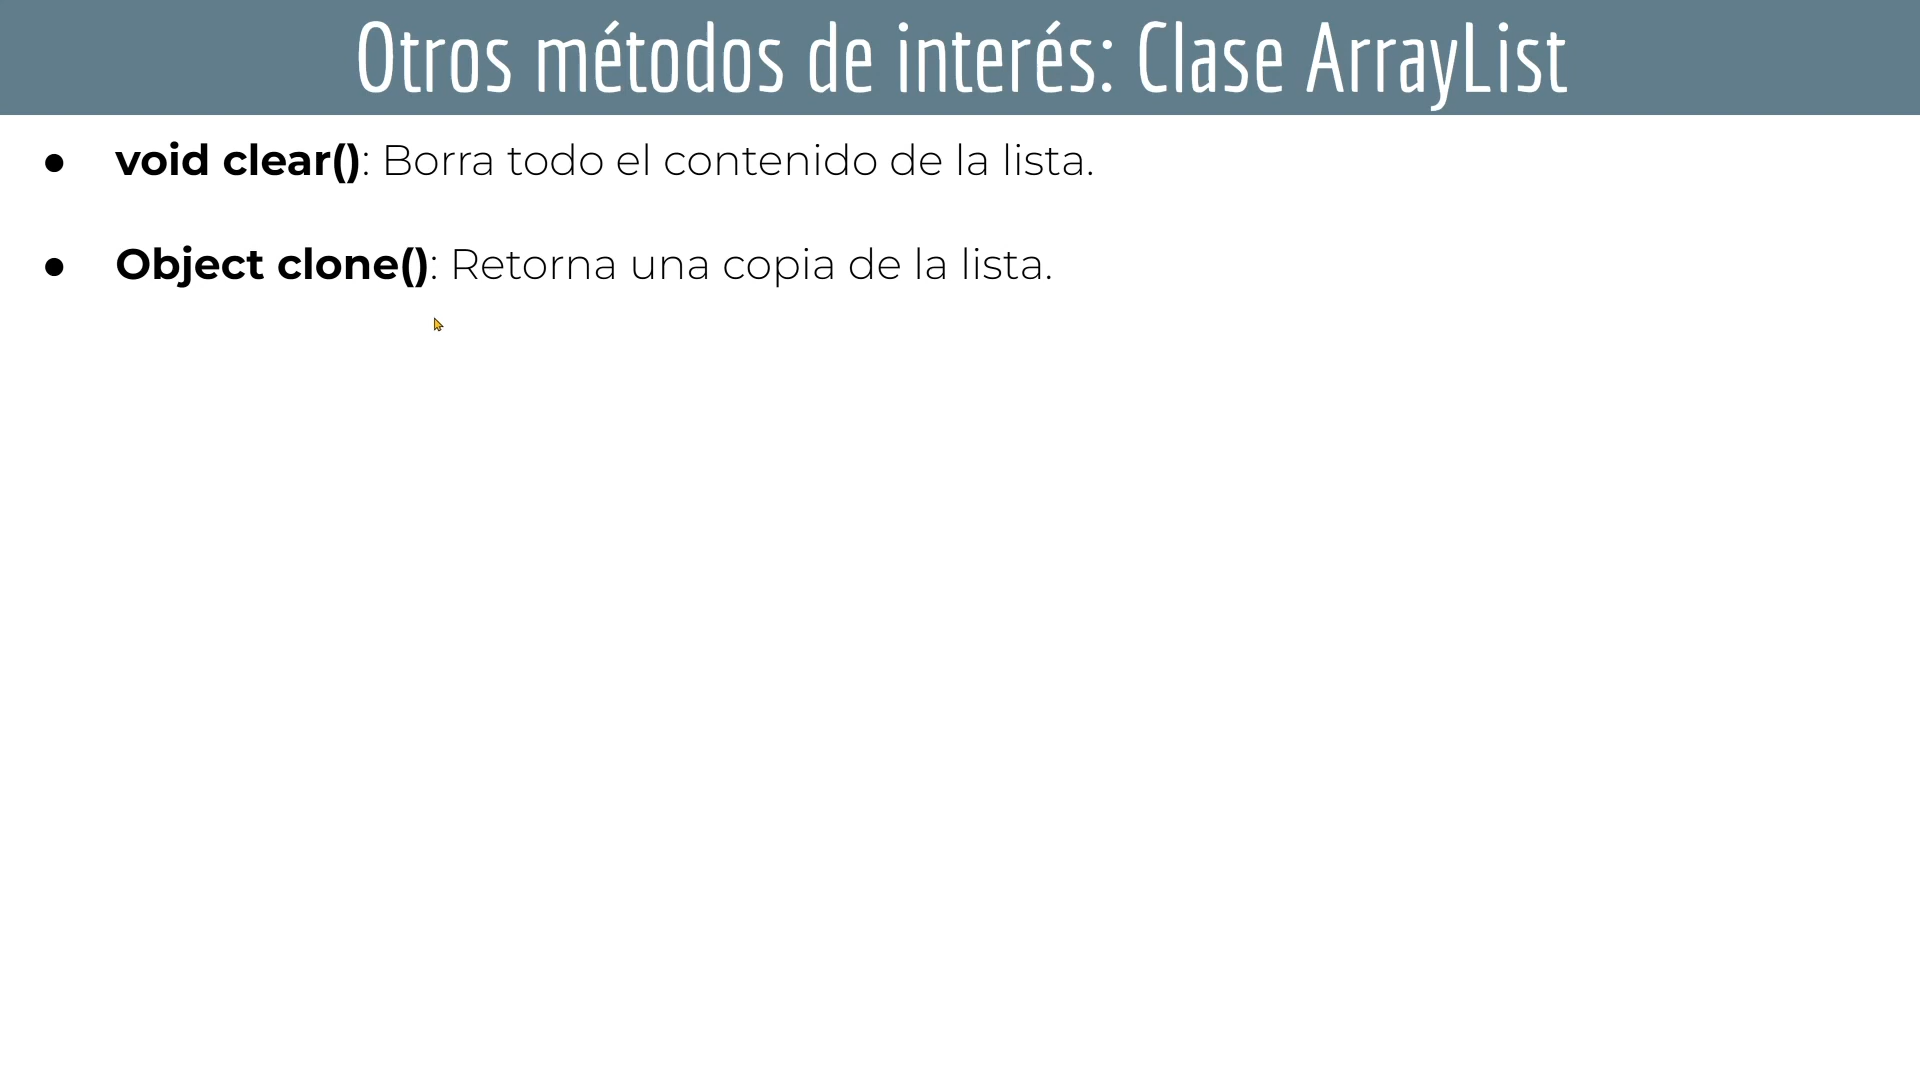 Otros métodos de interés: Clase ArrayList
● void clear(): Borra todo el contenido de la lista.
● Object clone(): Retorna una copia de la lista.